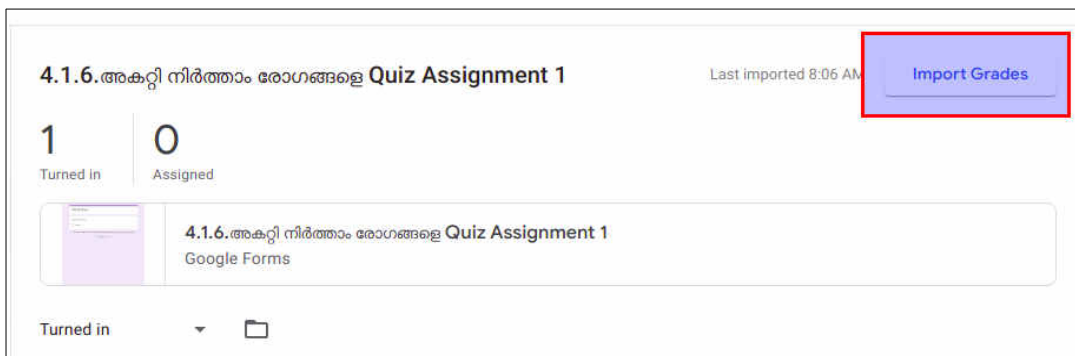 4.1.6.അകറ്റി നിർത്താം രോഗങ്ങളെ Quiz Assignment 1
Last imported 8:06 AM
Import Grades
1
Turned in
0
Assigned
4.1.6.അകറ്റി നിർത്താം രോഗങ്ങളെ Quiz Assignment 1
Google Forms
Turned in